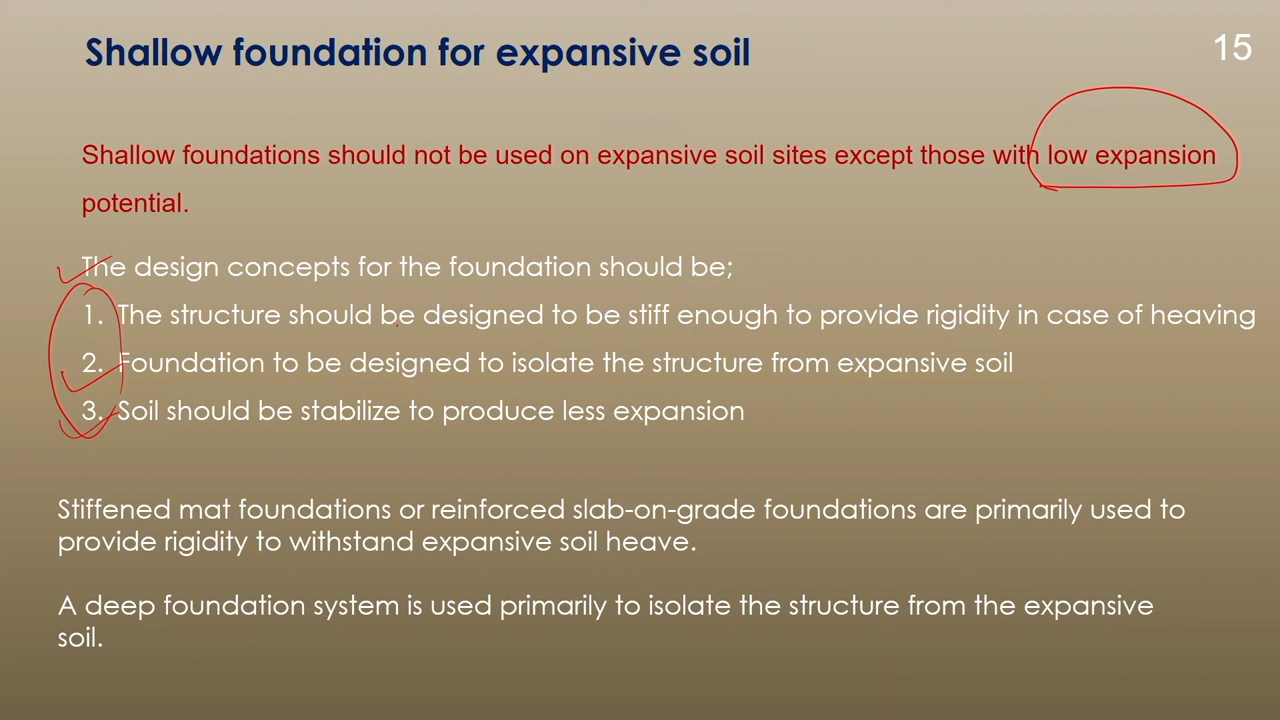 Shallow foundation for expansive soil
15
Shallow foundations should not be used on expansive soil sites except those with low expansion
potential.
The design concepts for the foundation should be;
1. The structure should be designed to be stiff enough to provide rigidity in case of heaving
2. Foundation to be designed to isolate the structure from expansive soil
3. Soil should be stabilize to produce less expansion
Stiffened mat foundations or reinforced slab-on-grade foundations are primarily used to
provide rigidity to withstand expansive soil heave.
A deep foundation system is used primarily to isolate the structure from the expansive
soil.